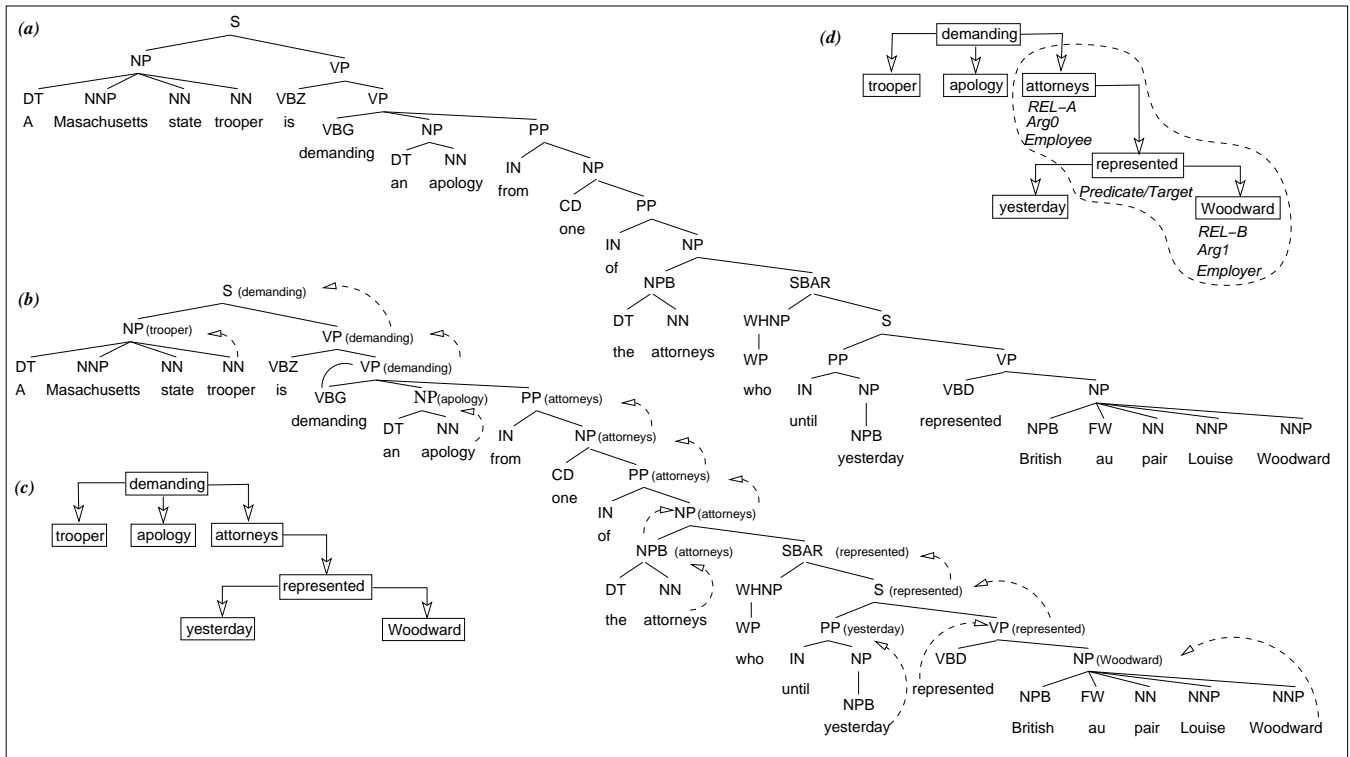 (a)
S
NP VP
DT NNP NN NN VBZ VP
A Masachusetts state trooper is
VBG NP PP
demanding
DT NN IN NP
an apology from
CD PP
one
IN NP
of
NPB SBAR
DT NN WHNP S
the attorneys
WP PP VP
who
IN NP VBD NP
until represented
NPB NPB FW NN NNP NNP
yesterday British au pair Louise Woodward
(b)
S (demanding)
NP (trooper) VP (demanding)
DT NNP NN NN VBZ VP (demanding)
A Masachusetts state trooper is
VBG NP (apology) PP (attorneys)
demanding
DT NN IN NP (attorneys)
an apology from
CD PP (attorneys)
one
IN NP (attorneys)
of
NPB (attorneys) SBAR (represented)
DT NN WHNP S (represented)
the attorneys
WP PP (yesterday) VP (represented)
who
IN NP VBD NP (Woodward)
until represented
NPB NPB FW NN NNP NNP
yesterday British au pair Louise Woodward
(c)
demanding
trooper apology attorneys
represented
yesterday Woodward
(d)
demanding
trooper apology attorneys
REL-A
Arg0
Employee
represented
Predicate/Target
yesterday Woodward
REL-B
Arg1
Employer